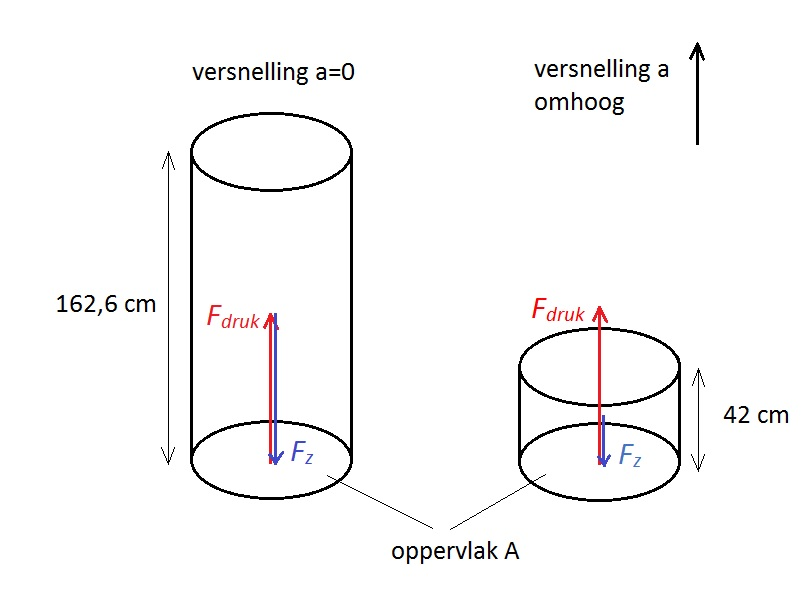 versnelling a=0
versnelling a
omhoog
162,6 cm
Fdruk
Fz
Fdruk
Fz
42 cm
oppervlak A